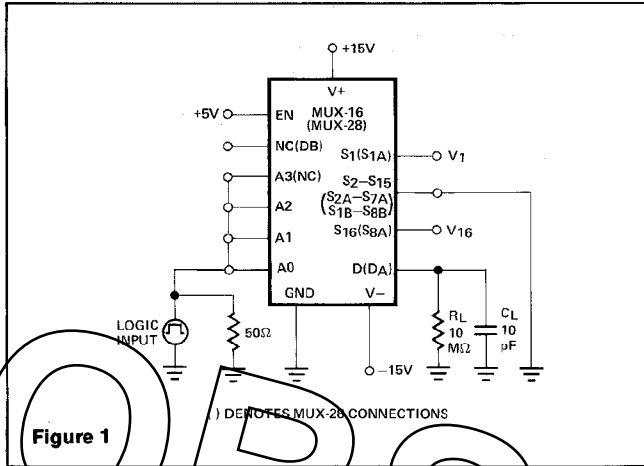 +15V
V+
+5V
EN
MUX-16
(MUX-28)
NC(DB)
S1(S1A)
V1
A3(NC)
S2–S15
(S2A–S7A
S1B–S8B)
A2
A1
S16(S8A)
V16
A0
D(DA)
GND
V–
LOGIC
INPUT
50Ω
RL
10
MΩ
CL
10
pF
–15V
( ) DENOTES MUX-28 CONNECTIONS
Figure 1